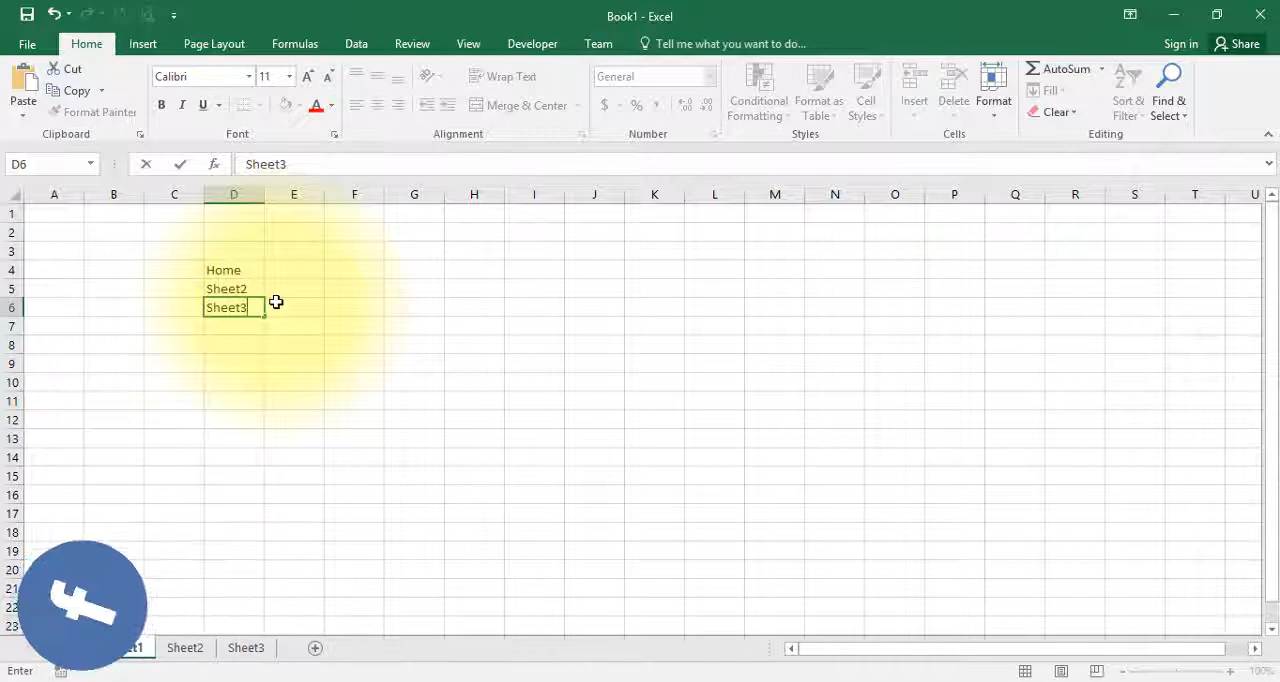 Book1 - Excel
File Home Insert Page Layout Formulas Data Review View Developer Team Tell me what you want to do... Sign in Share
Paste Cut Copy Format Painter Clipboard
Calibri 11 A A B I U A Font
Wrap Text Merge & Center Alignment
General $ % , Number
Conditional Formatting Format as Table Cell Styles Styles
Insert Delete Format Cells
AutoSum Fill Clear Sort & Filter Find & Select Editing
D6 fx Sheet3
A B C D E F G H I J K L M N O P Q R S T U
1
2
3
4 Home
5 Sheet2
6 Sheet3
7
8
9
10
11
12
13
14
15
16
17
18
19
20
21
22
23
Sheet2 Sheet3
Enter 100%